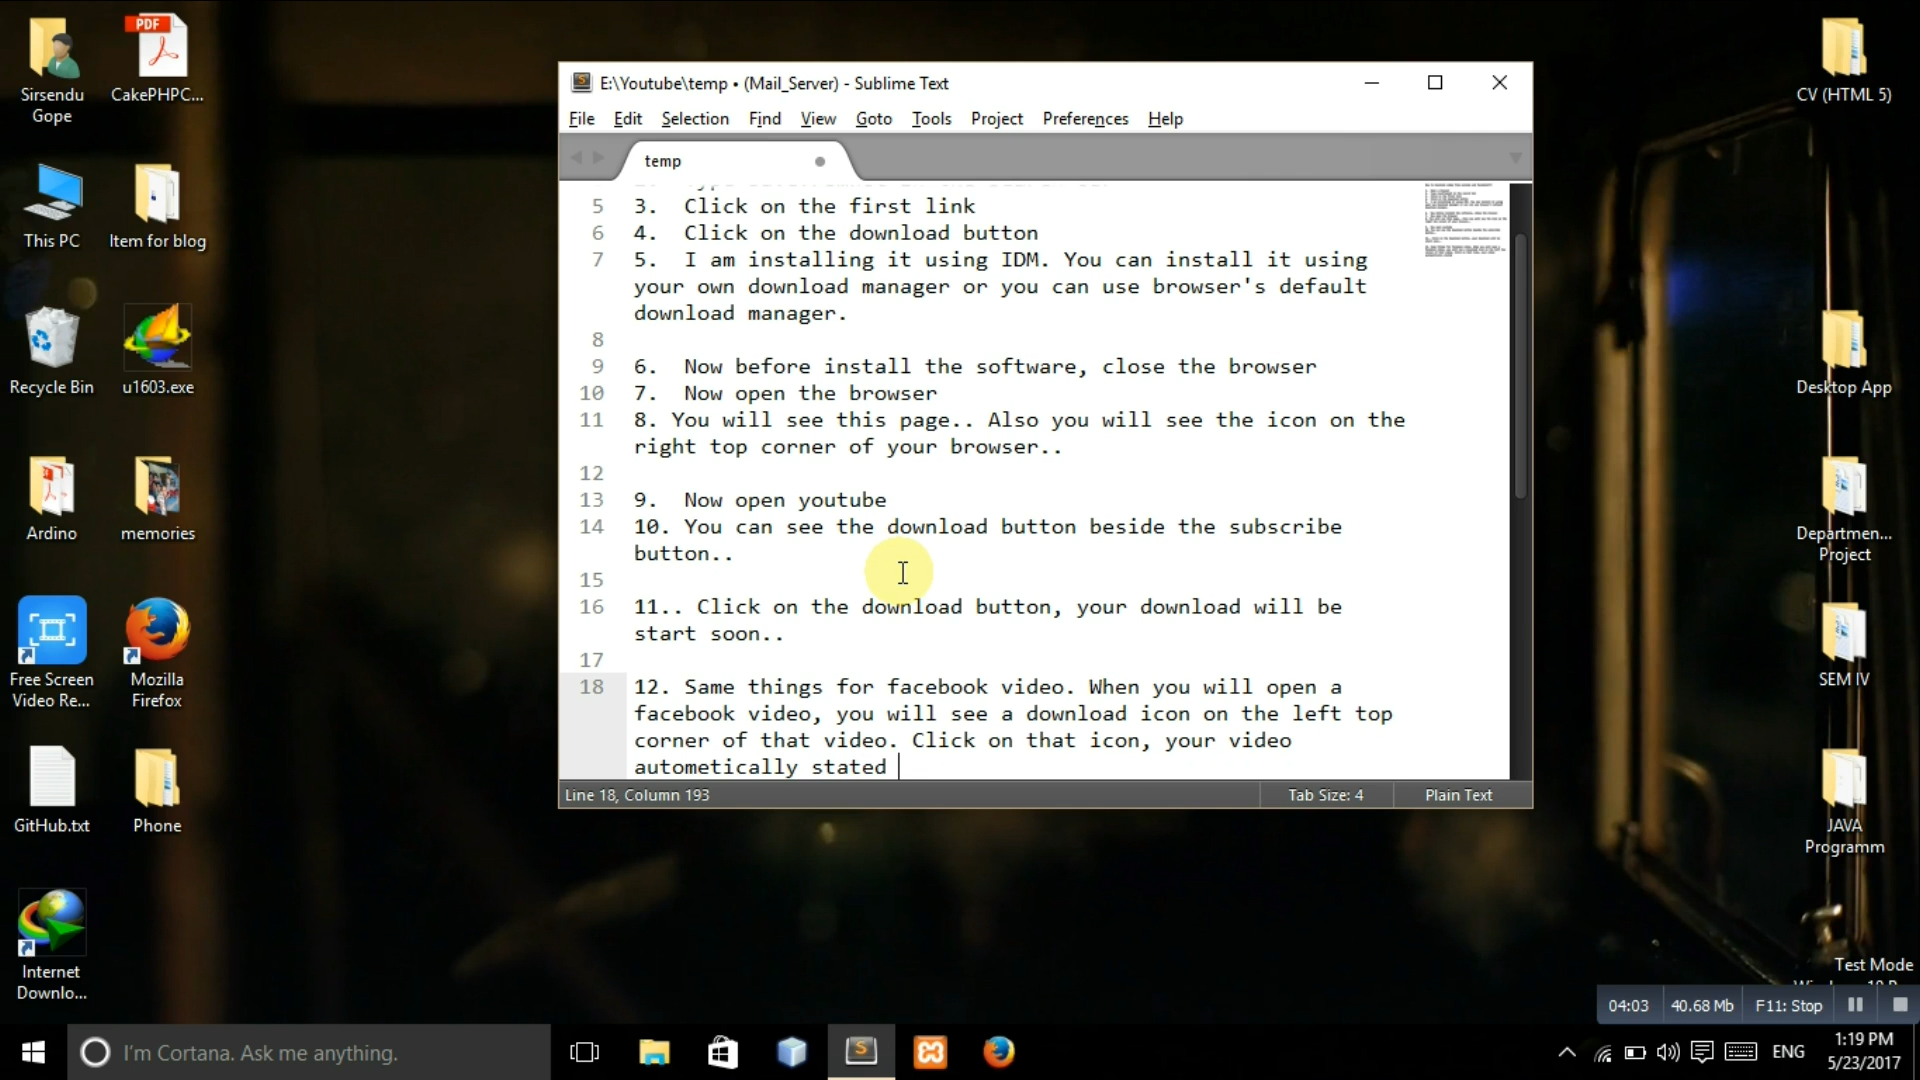 Sirsendu
Gope
CakePHPC...
This PC
Item for blog
Recycle Bin
u1603.exe
Ardino
memories
Free Screen
Video Re...
Mozilla
Firefox
GitHub.txt
Phone
Internet
Downlo...
PDF
E:\Youtube\temp • (Mail_Server) - Sublime Text
File Edit Selection Find View Goto Tools Project Preferences Help
temp
5 3. Click on the first link
6 4. Click on the download button
7 5. I am installing it using IDM. You can install it using
your own download manager or you can use browser's default
download manager.
8
9 6. Now before install the software, close the browser
10 7. Now open the browser
11 8. You will see this page.. Also you will see the icon on the
right top corner of your browser..
12
13 9. Now open youtube
14 10. You can see the download button beside the subscribe
button..
15
16 11.. Click on the download button, your download will be
start soon..
17
18 12. Same things for facebook video. When you will open a
facebook video, you will see a download icon on the left top
corner of that video. Click on that icon, your video
autometically stated
Line 18, Column 193
Tab Size: 4
Plain Text
CV (HTML 5)
Desktop App
Departmen...
Project
SEM IV
JAVA
Programm
Test Mode
04:03 40.68 Mb F11: Stop
I'm Cortana. Ask me anything.
ENG
1:19 PM
5/23/2017